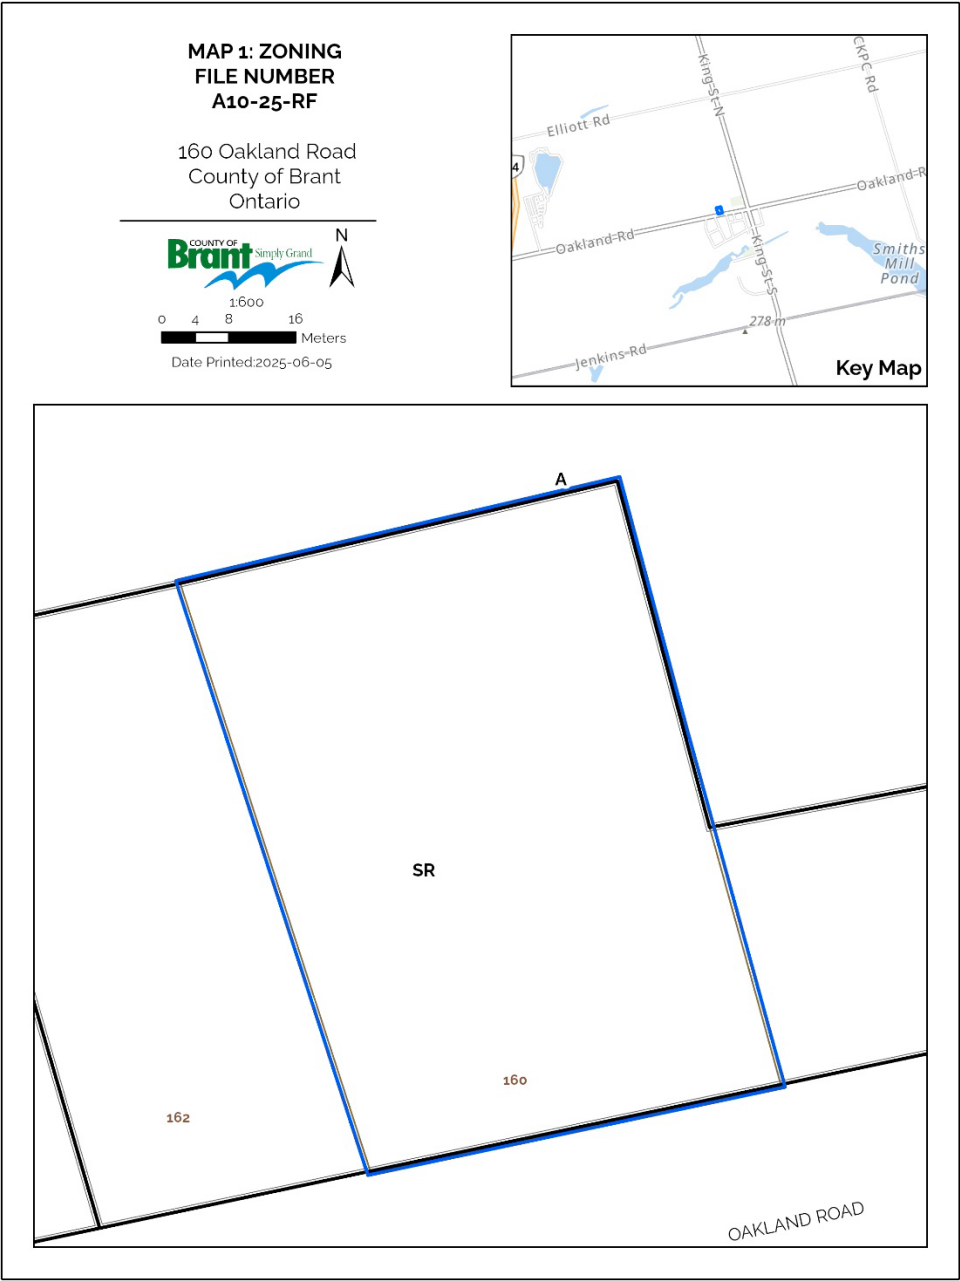 MAP 1: ZONING
FILE NUMBER
A10-25-RF
160 Oakland Road
County of Brant
Ontario
COUNTY OF
Brant Simply Grand
N
1:600
0 4 8 16
Meters
Date Printed:2025-06-05
King-St-N
CKPC Rd
Elliott Rd
4
Oakland-R
Oakland-Rd
King-St-S
Smiths
Mill
Pond
278 m
Jenkins-Rd
Key Map
A
SR
160
162
OAKLAND ROAD